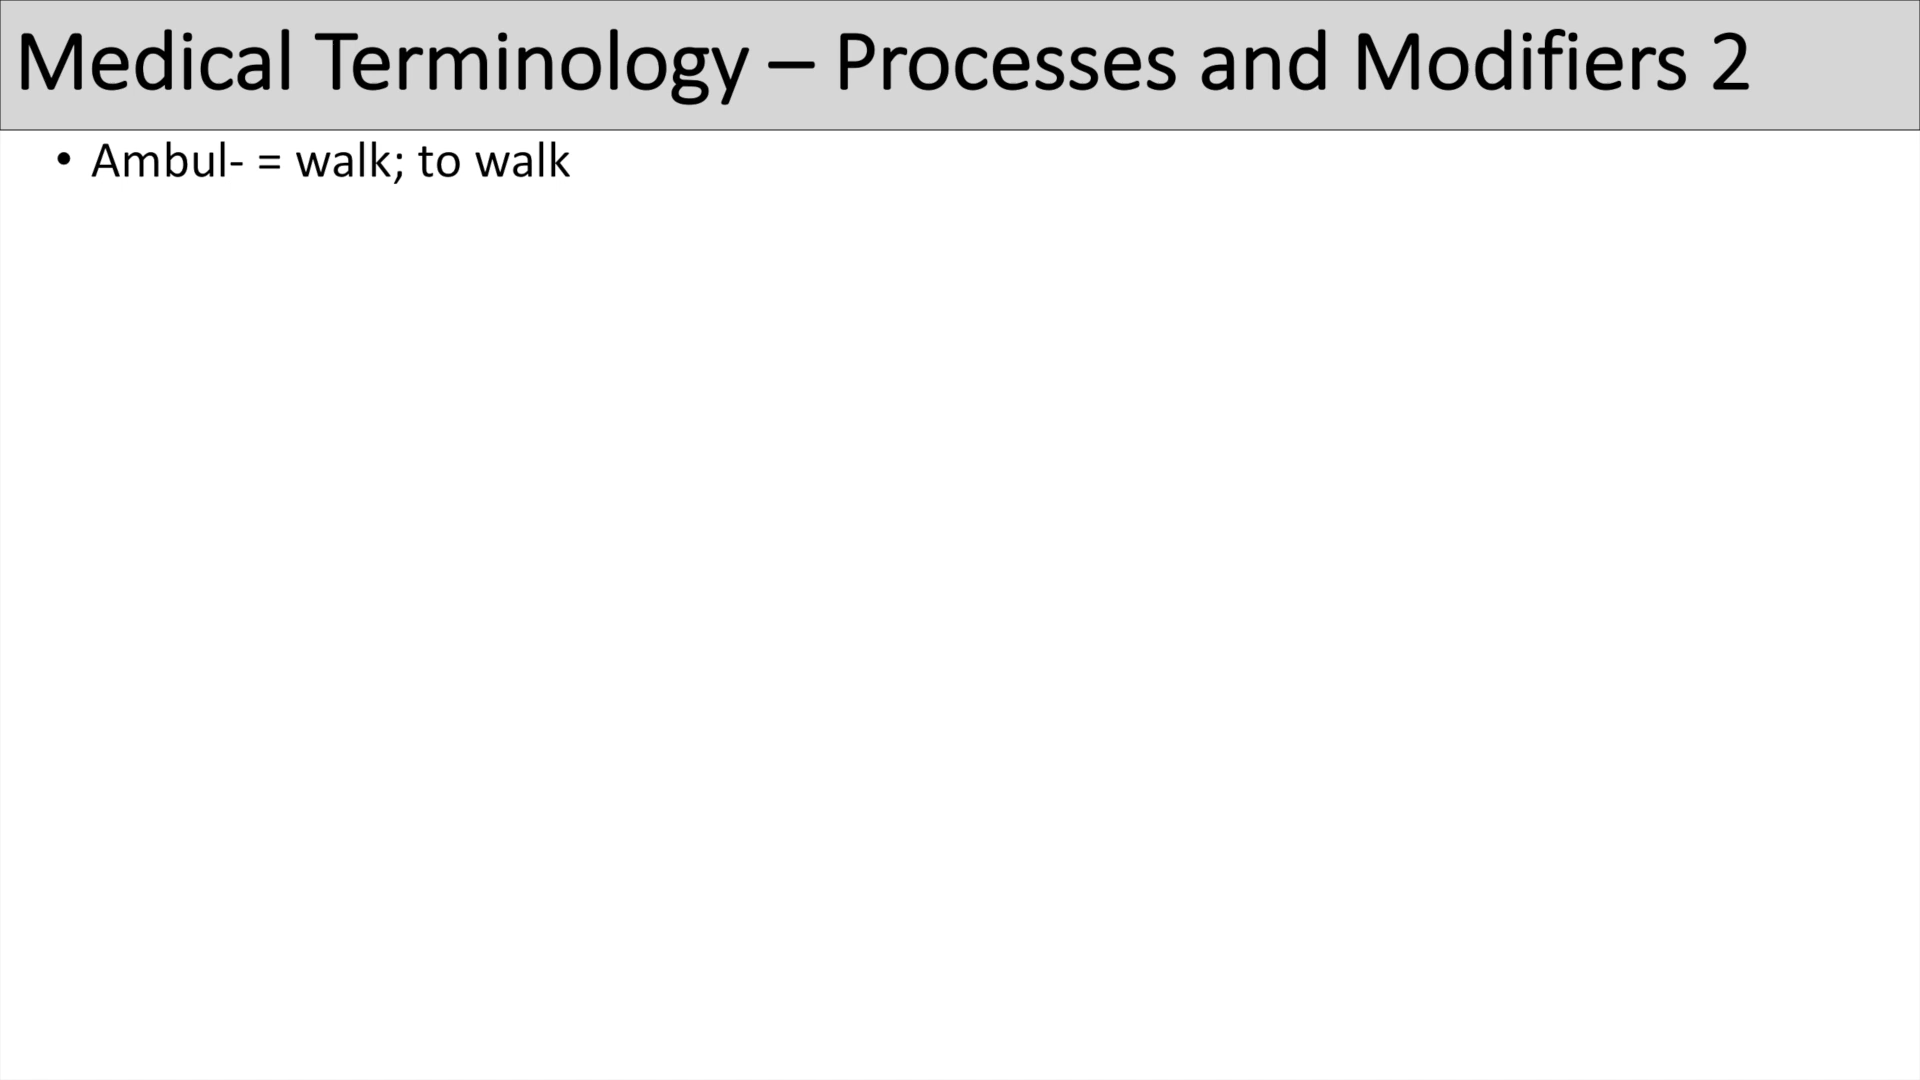 Medical Terminology – Processes and Modifiers 2
• Ambul- = walk; to walk